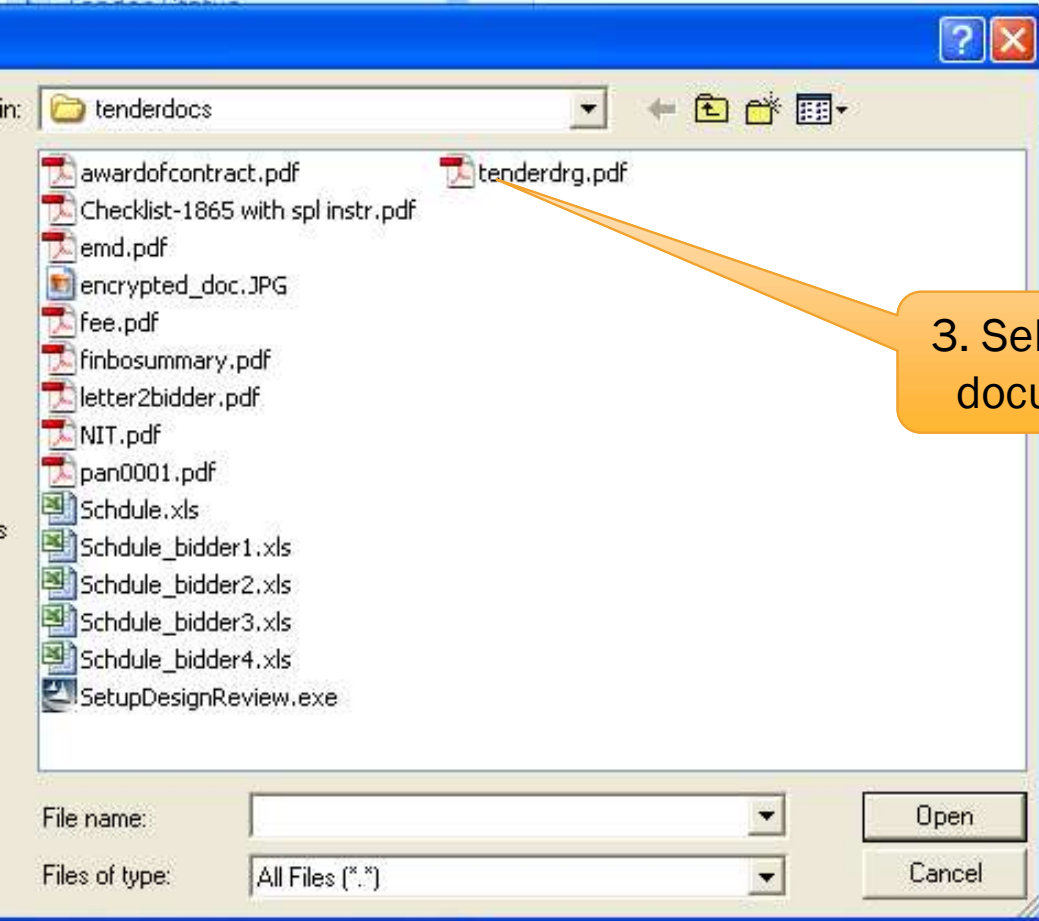 in: tenderdocs
awardofcontract.pdf
Checklist-1865 with spl instr.pdf
emd.pdf
encrypted_doc.JPG
fee.pdf
finbosummary.pdf
letter2bidder.pdf
NIT.pdf
pan0001.pdf
Schdule.xls
Schdule_bidder1.xls
Schdule_bidder2.xls
Schdule_bidder3.xls
Schdule_bidder4.xls
SetupDesignReview.exe
tenderdrg.pdf
3. Sel
docu
s
File name:
Open
Files of type: All Files (*.*)
Cancel